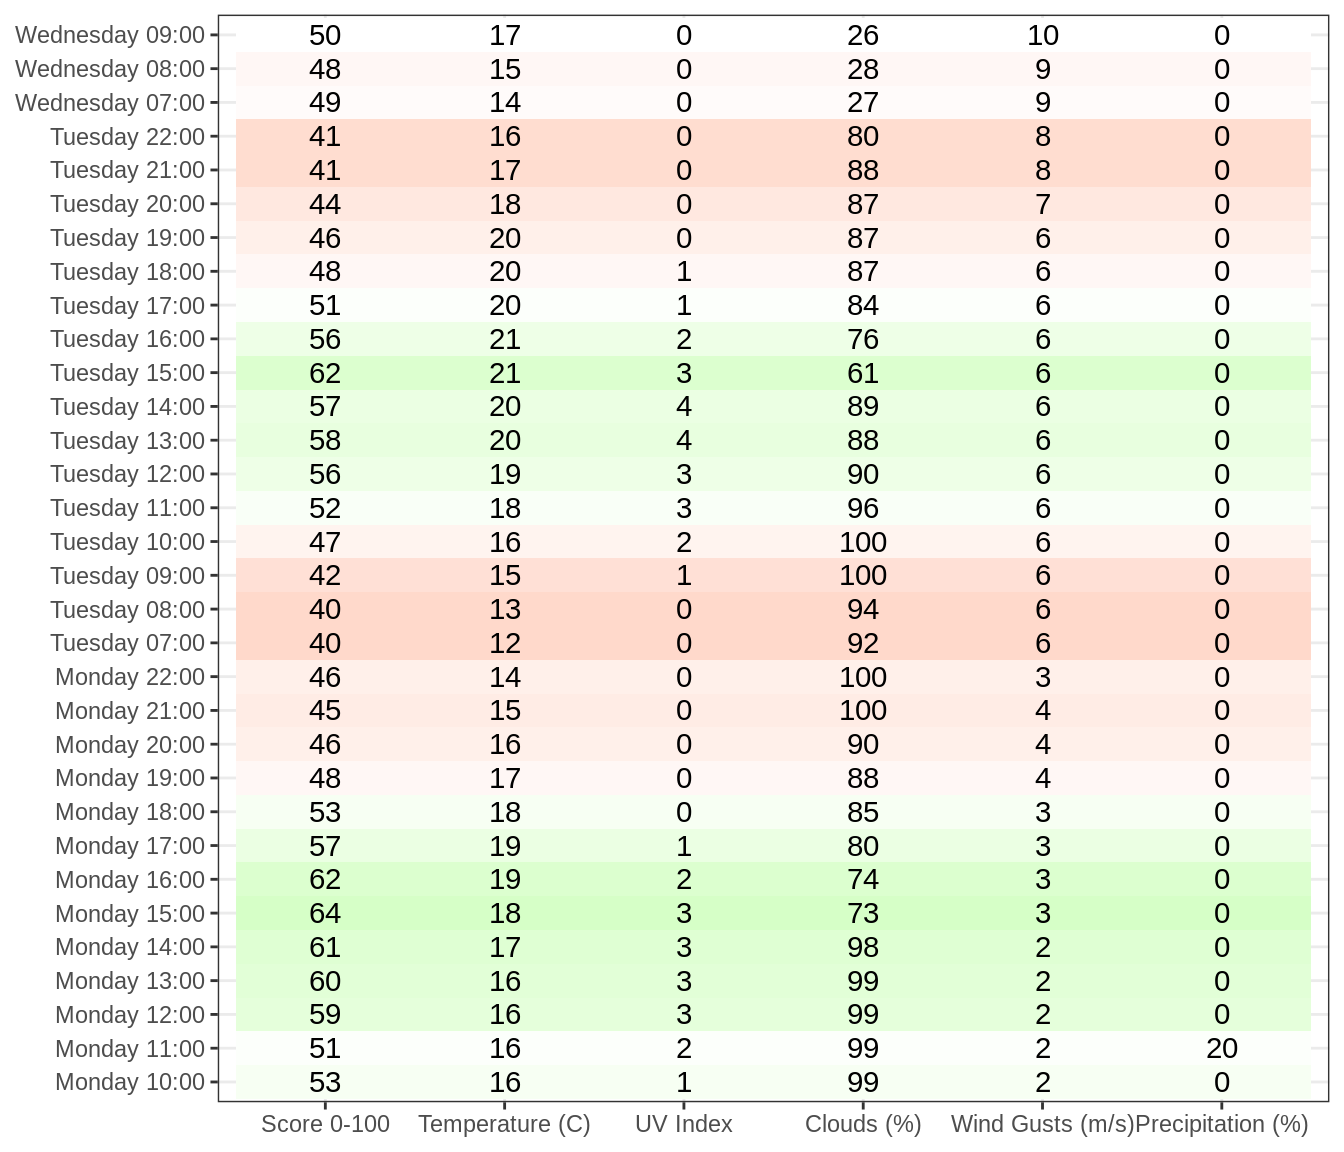 Wednesday 09:00 50 17 0 26 10 0
Wednesday 08:00 48 15 0 28 9 0
Wednesday 07:00 49 14 0 27 9 0
Tuesday 22:00 41 16 0 80 8 0
Tuesday 21:00 41 17 0 88 8 0
Tuesday 20:00 44 18 0 87 7 0
Tuesday 19:00 46 20 0 87 6 0
Tuesday 18:00 48 20 1 87 6 0
Tuesday 17:00 51 20 1 84 6 0
Tuesday 16:00 56 21 2 76 6 0
Tuesday 15:00 62 21 3 61 6 0
Tuesday 14:00 57 20 4 89 6 0
Tuesday 13:00 58 20 4 88 6 0
Tuesday 12:00 56 19 3 90 6 0
Tuesday 11:00 52 18 3 96 6 0
Tuesday 10:00 47 16 2 100 6 0
Tuesday 09:00 42 15 1 100 6 0
Tuesday 08:00 40 13 0 94 6 0
Tuesday 07:00 40 12 0 92 6 0
Monday 22:00 46 14 0 100 3 0
Monday 21:00 45 15 0 100 4 0
Monday 20:00 46 16 0 90 4 0
Monday 19:00 48 17 0 88 4 0
Monday 18:00 53 18 0 85 3 0
Monday 17:00 57 19 1 80 3 0
Monday 16:00 62 19 2 74 3 0
Monday 15:00 64 18 3 73 3 0
Monday 14:00 61 17 3 98 2 0
Monday 13:00 60 16 3 99 2 0
Monday 12:00 59 16 3 99 2 0
Monday 11:00 51 16 2 99 2 20
Monday 10:00 53 16 1 99 2 0
Score 0-100 Temperature (C) UV Index Clouds (%) Wind Gusts (m/s) Precipitation (%)